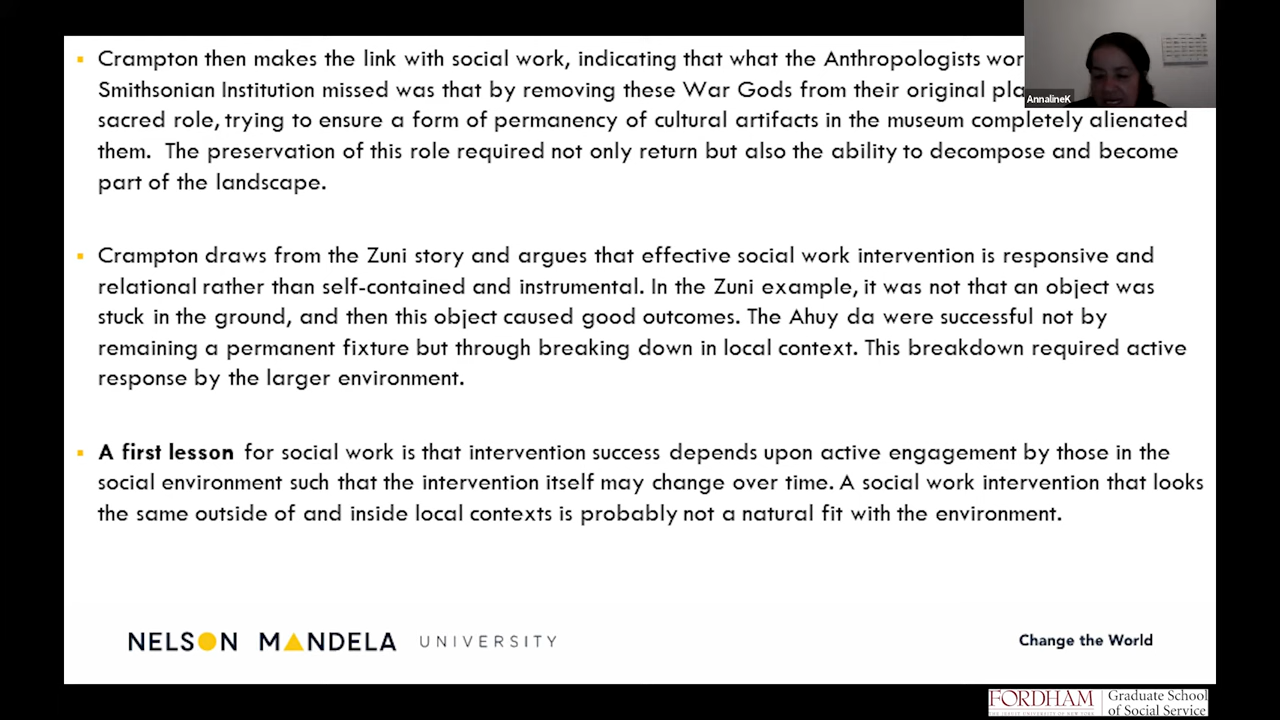 Crampton then makes the link with social work, indicating that what the Anthropologists
Smithsonian Institution missed was that by removing these War Gods from their original
AnnalineK
sacred role, trying to ensure a form of permanency of cultural artifacts in the museum completely alienated
them. The preservation of this role required not only return but also the ability to decompose and become
part of the landscape.
Crampton draws from the Zuni story and argues that effective social work intervention is responsive and
relational rather than self-contained and instrumental. In the Zuni example, it was not that an object was
stuck in the ground, and then this object caused good outcomes. The Ahuy da were successful not by
remaining a permanent fixture but through breaking down in local context. This breakdown required active
response by the larger environment.
A first lesson for social work is that intervention success depends upon active engagement by those in the
social environment such that the intervention itself may change over time. A social work intervention that looks
the same outside of and inside local contexts is probably not a natural fit with the environment.
NELSON MANDELA UNIVERSITY
Change the World
FORDHAM
Graduate School
of Social Service